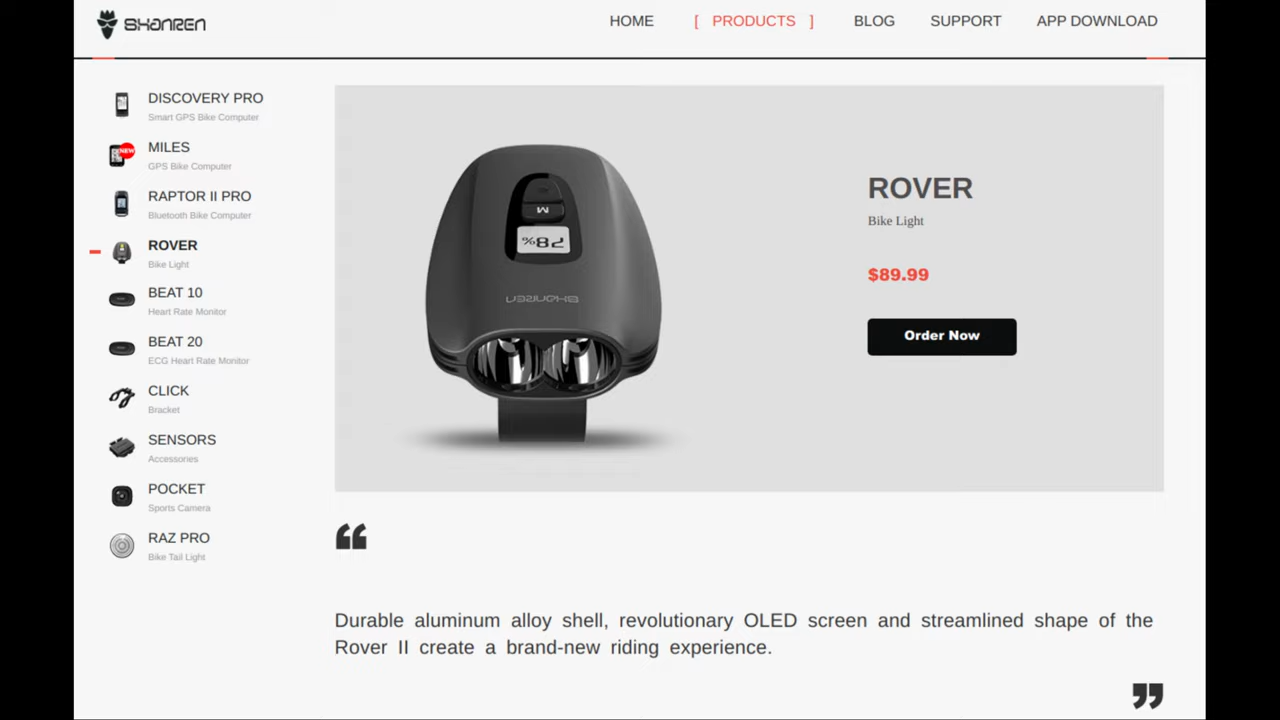 SHANREN
HOME
[ PRODUCTS ]
BLOG
SUPPORT
APP DOWNLOAD
DISCOVERY PRO
Smart GPS Bike Computer
NEW
MILES
GPS Bike Computer
RAPTOR II PRO
Bluetooth Bike Computer
ROVER
Bike Light
BEAT 10
Heart Rate Monitor
BEAT 20
ECG Heart Rate Monitor
CLICK
Bracket
SENSORS
Accessories
POCKET
Sports Camera
RAZ PRO
Bike Tail Light
M
78%
SHANREN
ROVER
Bike Light
$89.99
Order Now
“
Durable aluminum alloy shell, revolutionary OLED screen and streamlined shape of the
Rover II create a brand-new riding experience.
”